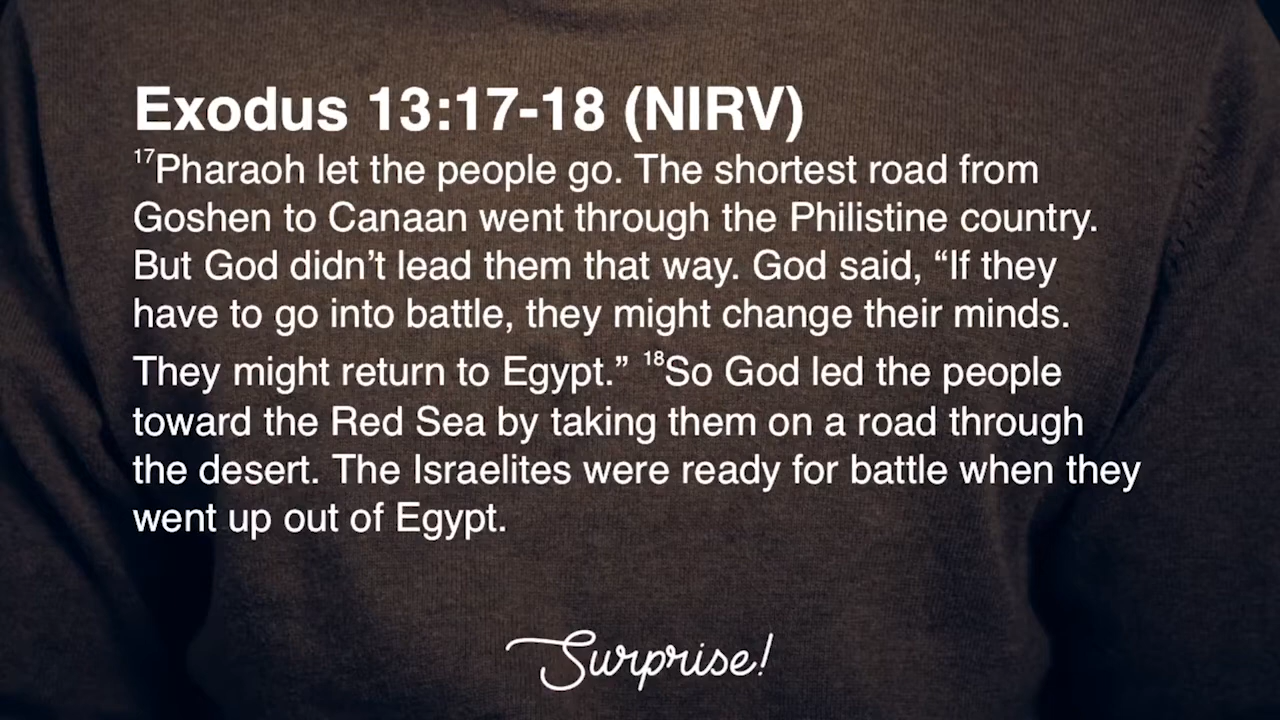 Exodus 13:17-18 (NIRV)
17Pharaoh let the people go. The shortest road from
Goshen to Canaan went through the Philistine country.
But God didn’t lead them that way. God said, “If they
have to go into battle, they might change their minds.
They might return to Egypt.” 18So God led the people
toward the Red Sea by taking them on a road through
the desert. The Israelites were ready for battle when they
went up out of Egypt.
Surprise!